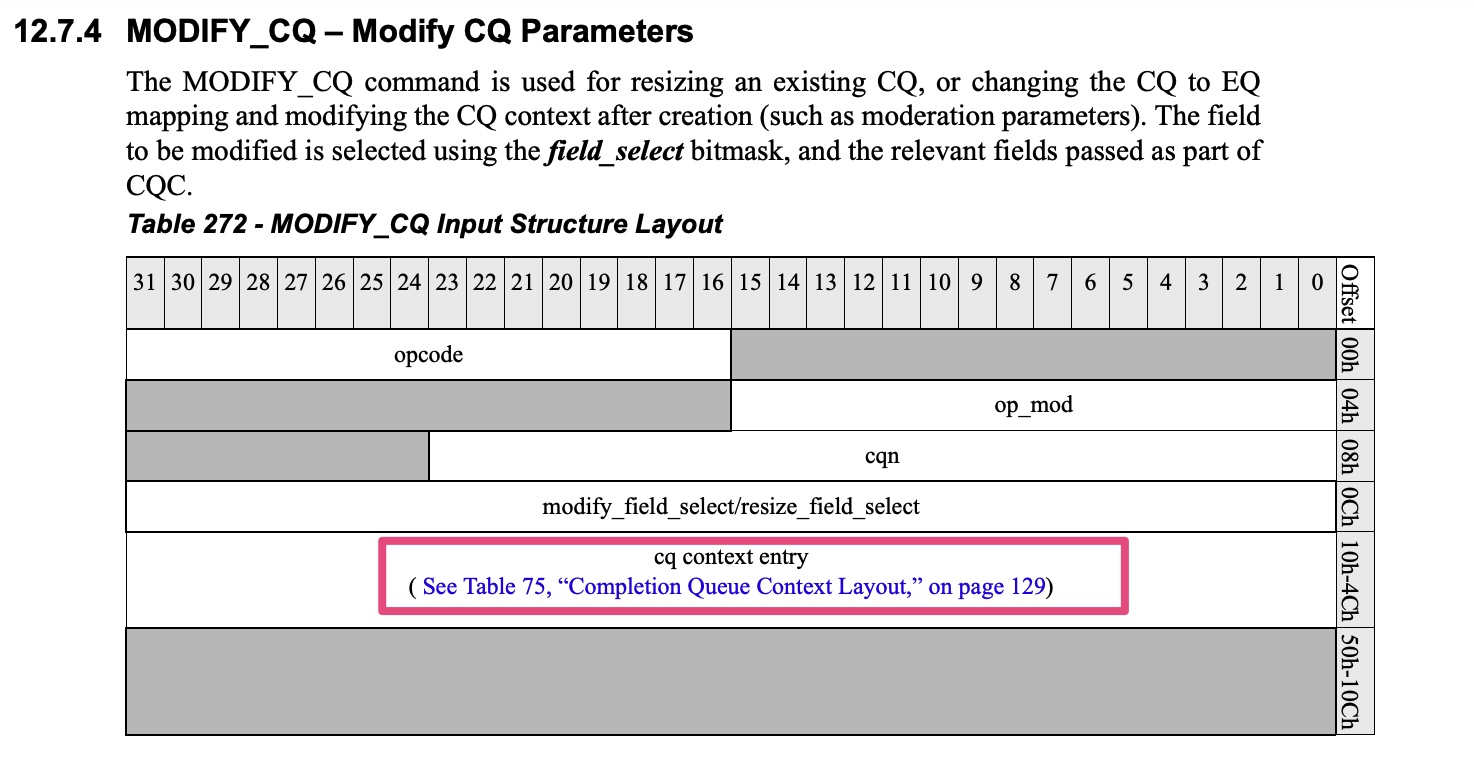 12.7.4 MODIFY_CQ – Modify CQ Parameters
The MODIFY_CQ command is used for resizing an existing CQ, or changing the CQ to EQ
mapping and modifying the CQ context after creation (such as moderation parameters). The field
to be modified is selected using the field_select bitmask, and the relevant fields passed as part of
CQC.
Table 272 - MODIFY_CQ Input Structure Layout
31 30 29 28 27 26 25 24 23 22 21 20 19 18 17 16 15 14 13 12 11 10 9 8 7 6 5 4 3 2 1 0 Offset
opcode 00h
op_mod 04h
cqn 08h
modify_field_select/resize_field_select 0Ch
cq context entry
( See Table 75, “Completion Queue Context Layout,” on page 129) 10h-4Ch
50h-10Ch